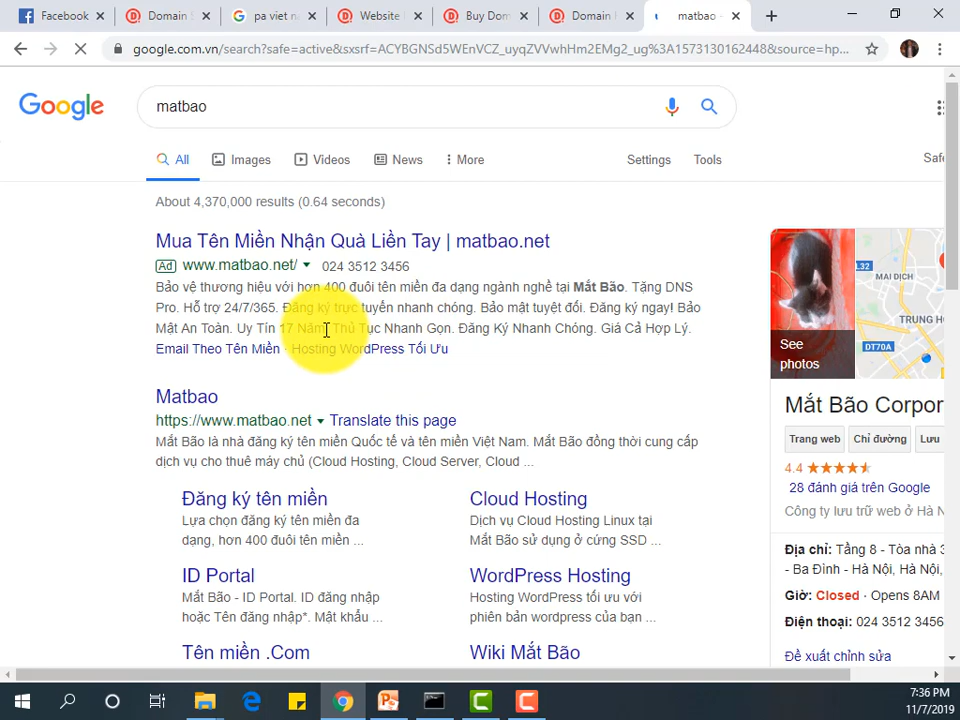 Facebook
Domain S
pa viet n
Website
Buy Dom
Domain N
matbao -
google.com.vn/search?safe=active&sxsrf=ACYBGNSd5WEnVCZ_uyqZVVwhHm2EMg2_ug%3A1573130162448&source=hp...
Google
matbao
All
Images
Videos
News
More
Settings
Tools
Safe
About 4,370,000 results (0.64 seconds)
Mua Tên Miền Nhận Quà Liền Tay | matbao.net
Ad www.matbao.net/ 024 3512 3456
Bảo vệ thương hiệu với hơn 400 đuôi tên miền đa dạng ngành nghề tại Mắt Bão. Tặng DNS
Pro. Hỗ trợ 24/7/365. Đăng ký trực tuyến nhanh chóng. Bảo mật tuyệt đối. Đăng ký ngay! Bảo
Mật An Toàn. Uy Tín 17 Năm. Thủ Tục Nhanh Gọn. Đăng Ký Nhanh Chóng. Giá Cả Hợp Lý.
Email Theo Tên Miền · Hosting WordPress Tối Ưu
Matbao
https://www.matbao.net Translate this page
Mắt Bão là nhà đăng ký tên miền Quốc tế và tên miền Việt Nam. Mắt Bão đồng thời cung cấp
dịch vụ cho thuê máy chủ (Cloud Hosting, Cloud Server, Cloud ...
Đăng ký tên miền
Lựa chọn đăng ký tên miền đa
dạng, hơn 400 đuôi tên miền ...
Cloud Hosting
Dịch vụ Cloud Hosting Linux tại
Mắt Bão sử dụng ở cứng SSD ...
ID Portal
Mắt Bão - ID Portal. ID đăng nhập
hoặc Tên đăng nhập*. Mật khẩu ...
WordPress Hosting
Hosting WordPress tối ưu với
phiên bản wordpress của bạn ...
Tên miền .Com
Wiki Mắt Bão
MAI DỊCH
ĐL32
DT70A
See
photos
Mắt Bão Corpor
Trang web
Chỉ đường
Lưu
4.4
28 đánh giá trên Google
Công ty lưu trữ web ở Hà N
Địa chỉ: Tầng 8 - Tòa nhà 3
- Ba Đình - Hà Nội, Hà Nội,
Giờ: Closed · Opens 8AM
Điện thoại: 024 3512 3456
Đề xuất chỉnh sửa
7:36 PM
11/7/2019